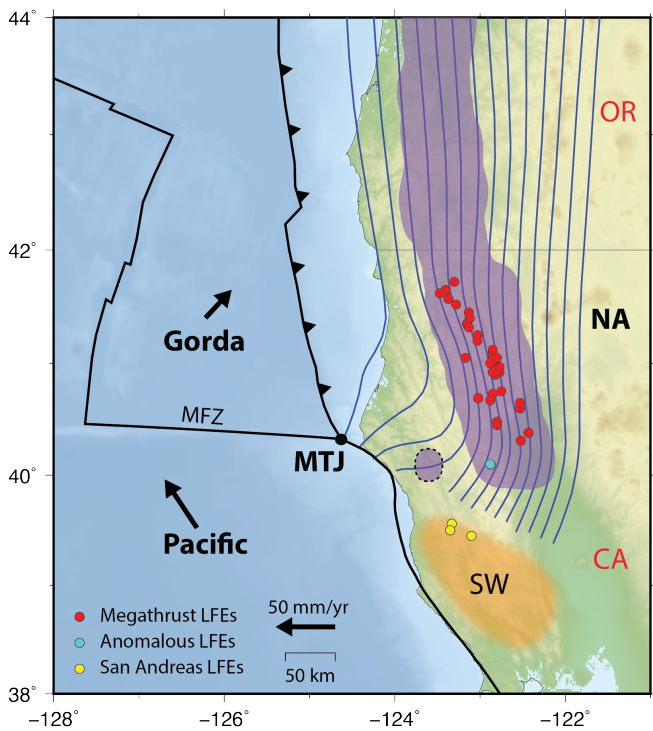 44°
OR
42°
NA
Gorda
MFZ
MTJ
40°
Pacific
CA
SW
50 mm/yr
Megathrust LFEs
Anomalous LFEs
San Andreas LFEs
50 km
38°
−128° −126° −124° −122°